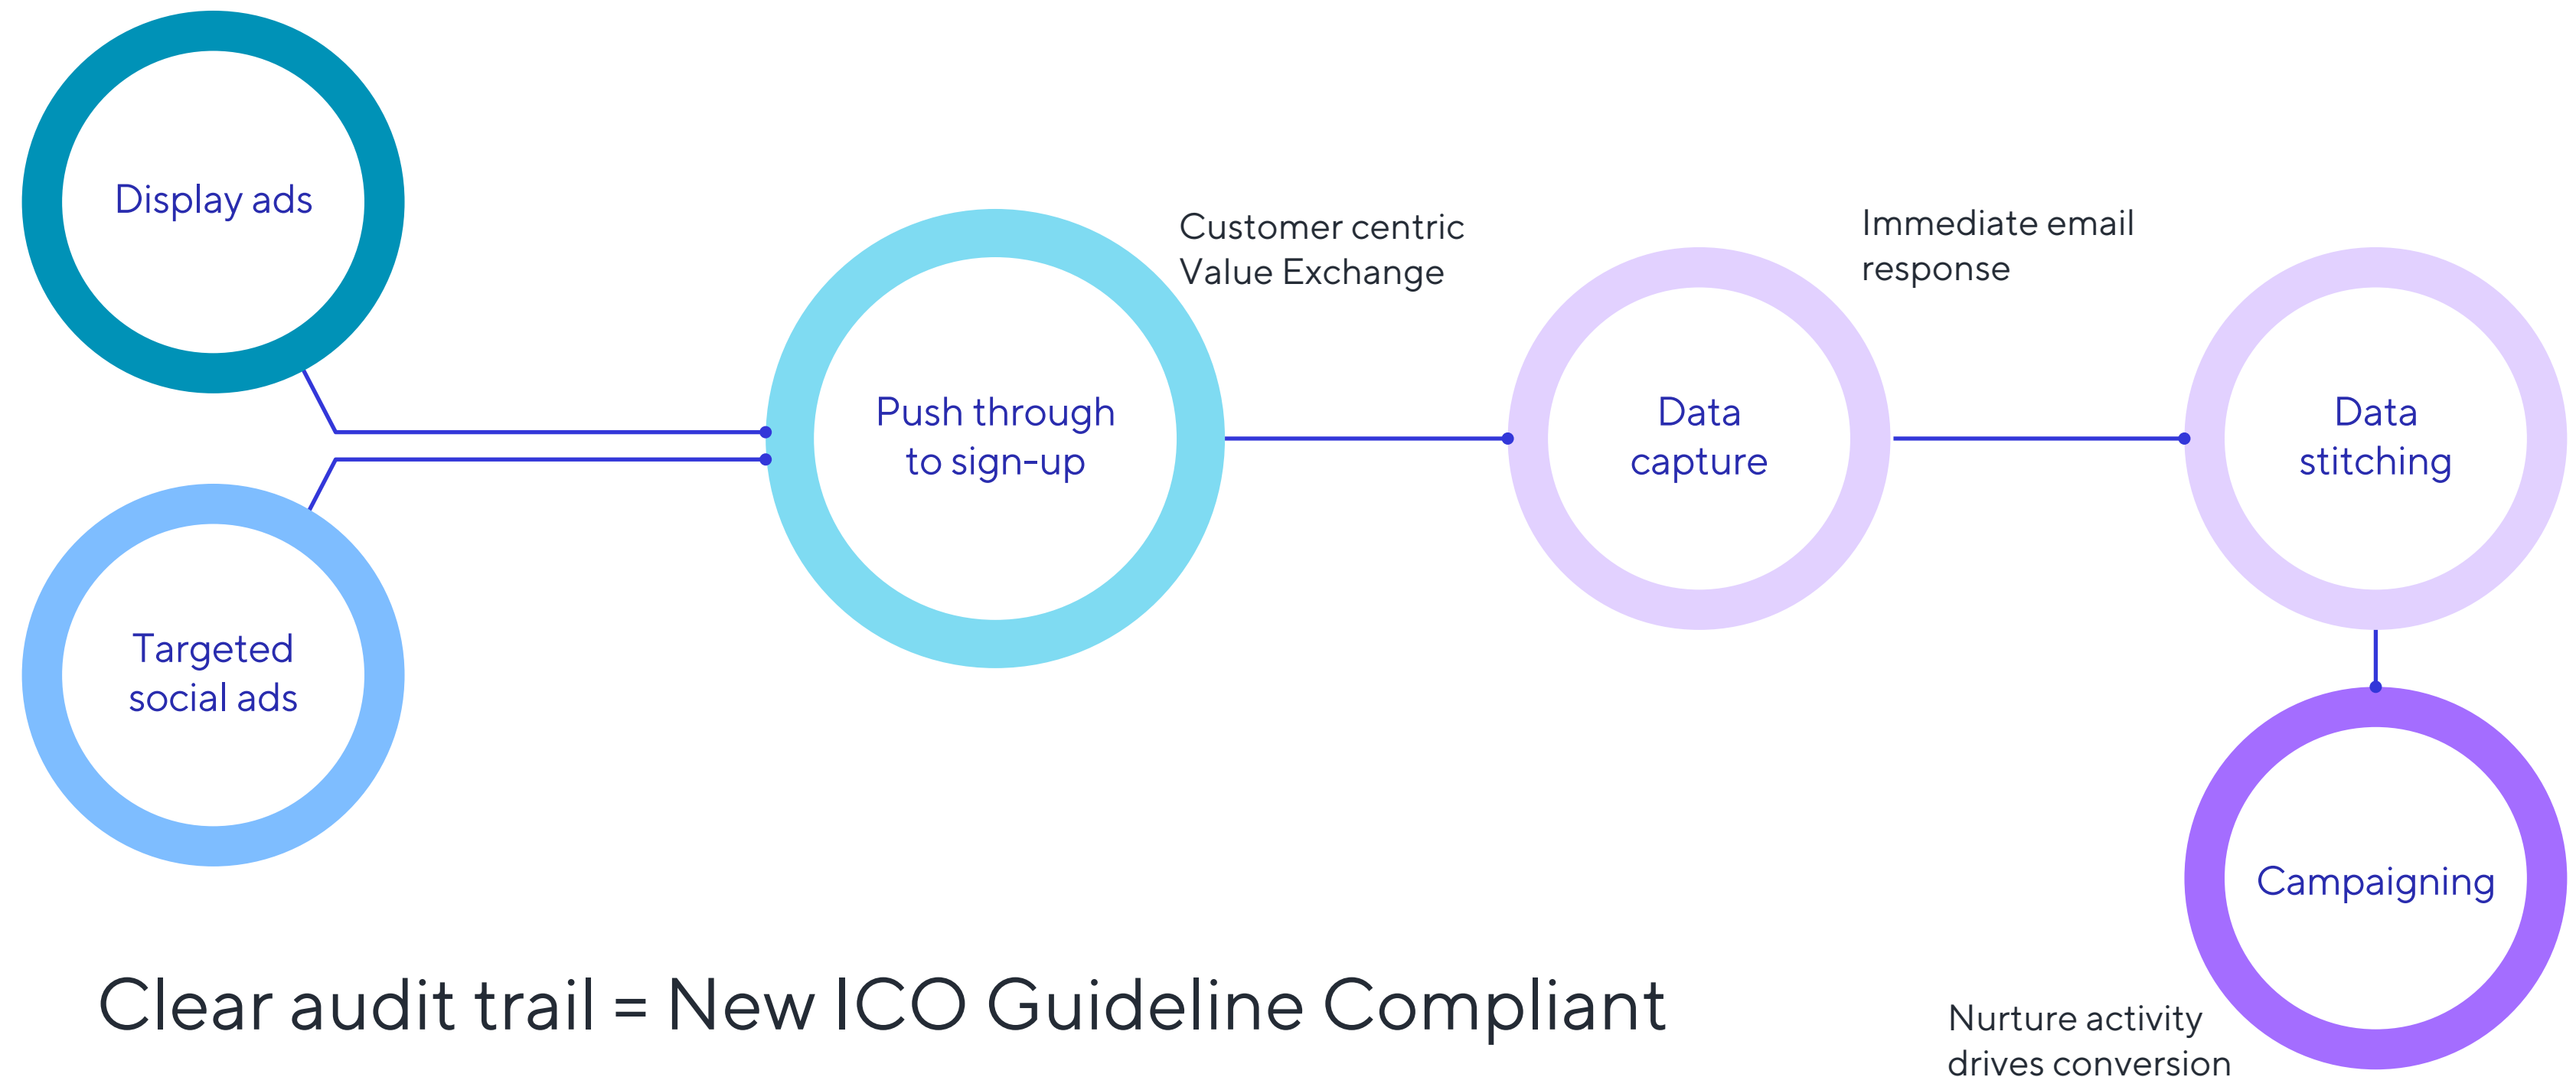 Display ads
Targeted
social ads
Push through
to sign-up
Customer centric
Value Exchange
Data
capture
Immediate email
response
Data
stitching
Campaigning
Nurture activity
drives conversion
Clear audit trail = New ICO Guideline Compliant